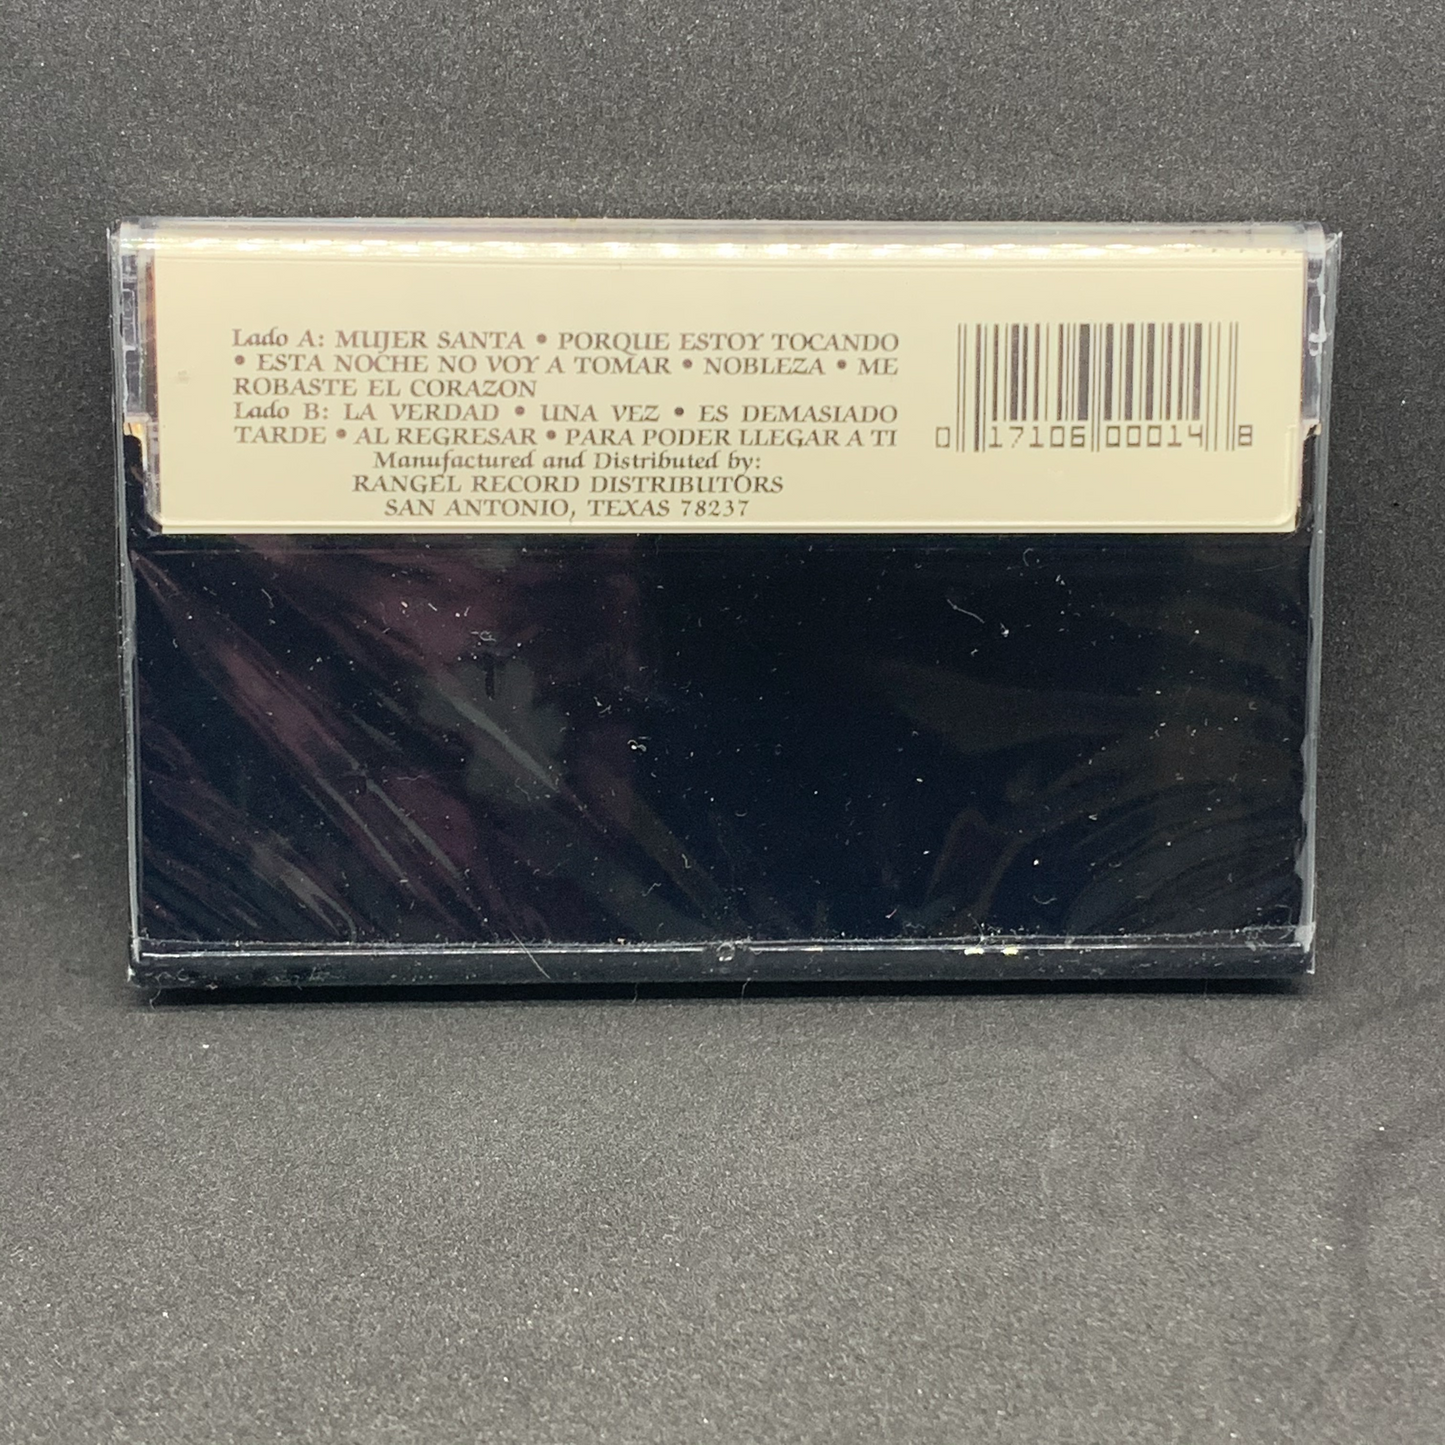 Lado A: MUJER SANTA • PORQUE ESTOY TOCANDO
• ESTA NOCHE NO VOY A TOMAR • NOBLEZA • ME
ROBASTE EL CORAZON
Lado B: LA VERDAD • UNA VEZ • ES DEMASIADO
TARDE • AL REGRESAR • PARA PODER LLEGAR A TI
Manufactured and Distributed by:
RANGEL RECORD DISTRIBUTORS
SAN ANTONIO, TEXAS 78237
0 17106 00014 8